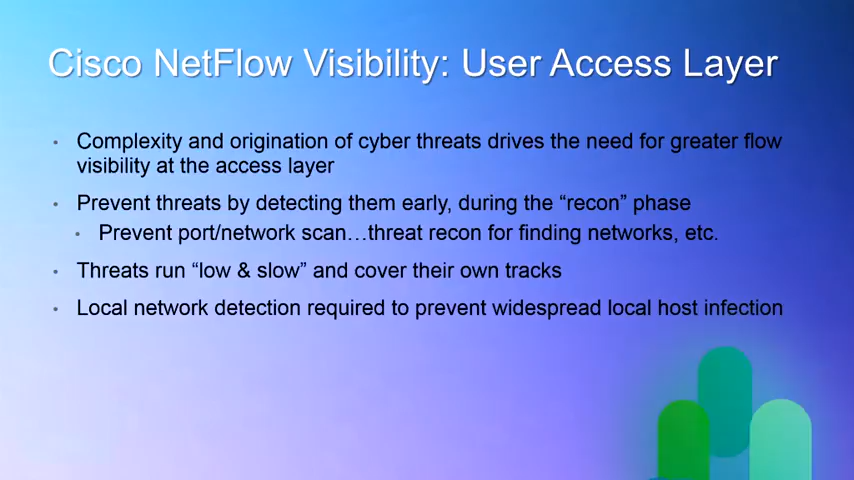 Cisco NetFlow Visibility: User Access Layer
• Complexity and origination of cyber threats drives the need for greater flow
visibility at the access layer
• Prevent threats by detecting them early, during the “recon” phase
• Prevent port/network scan…threat recon for finding networks, etc.
• Threats run “low & slow” and cover their own tracks
• Local network detection required to prevent widespread local host infection